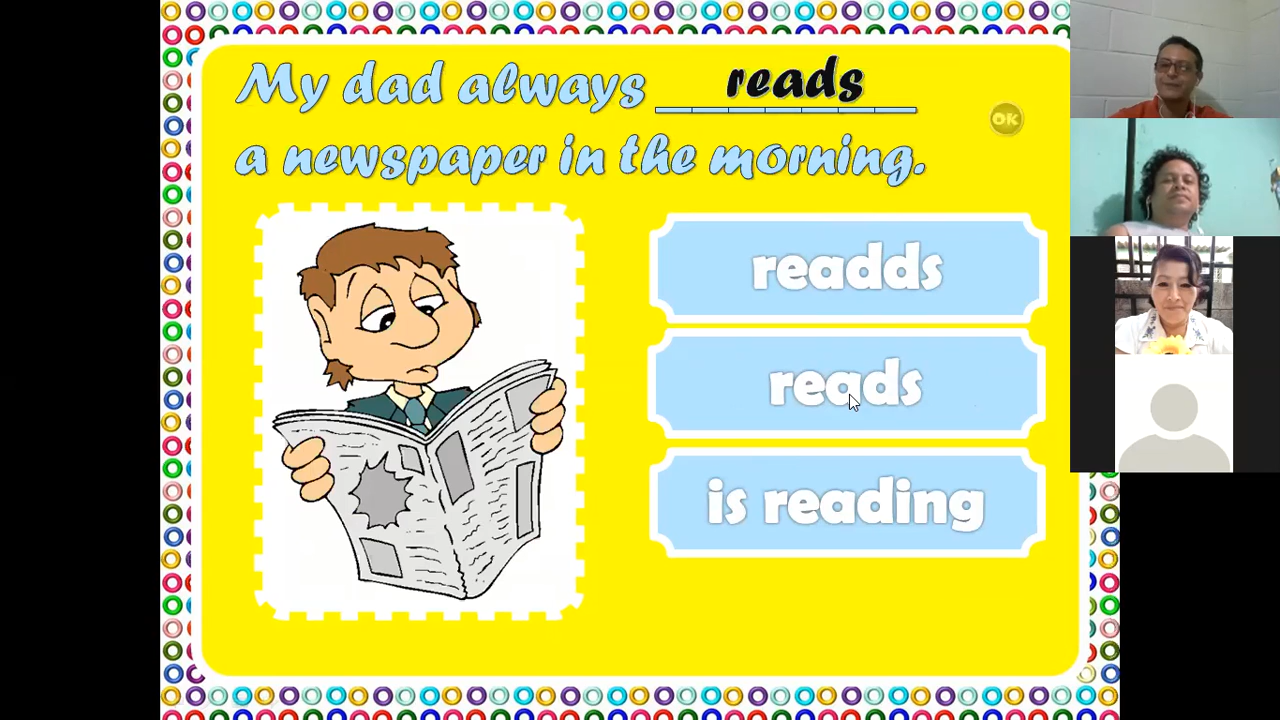 My dad always reads
a newspaper in the morning.
OK
readds
reads
is reading